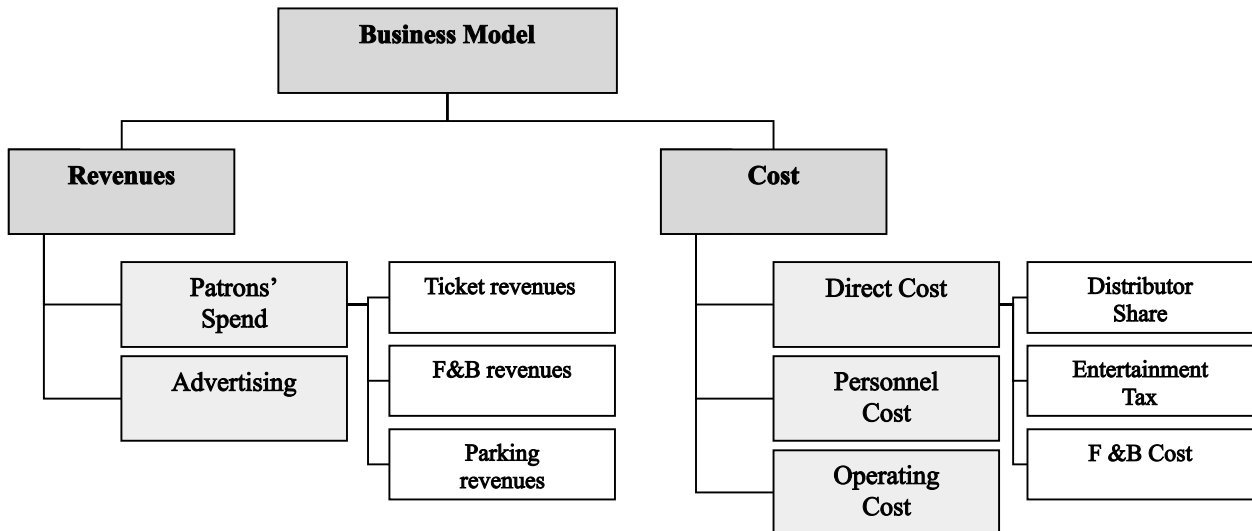 Business Model
Revenues
Cost
Patrons’
Spend
Ticket revenues
F&B revenues
Parking
revenues
Advertising
Direct Cost
Distributor
Share
Entertainment
Tax
F &B Cost
Personnel
Cost
Operating
Cost